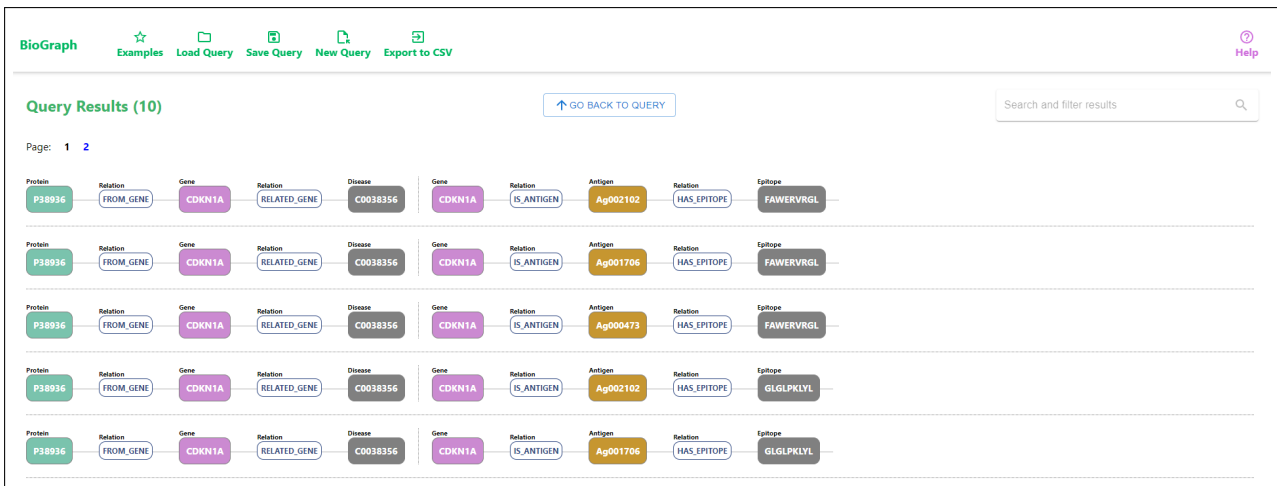 BioGraph
Examples Load Query Save Query New Query Export to CSV
Help
Query Results (10)
GO BACK TO QUERY
Search and filter results
Page: 1 2
Protein Relation Gene Relation Disease Gene Relation Antigen Relation Epitope
P38936 FROM_GENE CDKN1A RELATED_GENE C0038356 CDKN1A IS_ANTIGEN Ag002102 HAS_EPITOPE FAWERVRGL
Protein Relation Gene Relation Disease Gene Relation Antigen Relation Epitope
P38936 FROM_GENE CDKN1A RELATED_GENE C0038356 CDKN1A IS_ANTIGEN Ag001706 HAS_EPITOPE FAWERVRGL
Protein Relation Gene Relation Disease Gene Relation Antigen Relation Epitope
P38936 FROM_GENE CDKN1A RELATED_GENE C0038356 CDKN1A IS_ANTIGEN Ag000473 HAS_EPITOPE FAWERVRGL
Protein Relation Gene Relation Disease Gene Relation Antigen Relation Epitope
P38936 FROM_GENE CDKN1A RELATED_GENE C0038356 CDKN1A IS_ANTIGEN Ag002102 HAS_EPITOPE GLGLPKLYL
Protein Relation Gene Relation Disease Gene Relation Antigen Relation Epitope
P38936 FROM_GENE CDKN1A RELATED_GENE C0038356 CDKN1A IS_ANTIGEN Ag001706 HAS_EPITOPE GLGLPKLYL